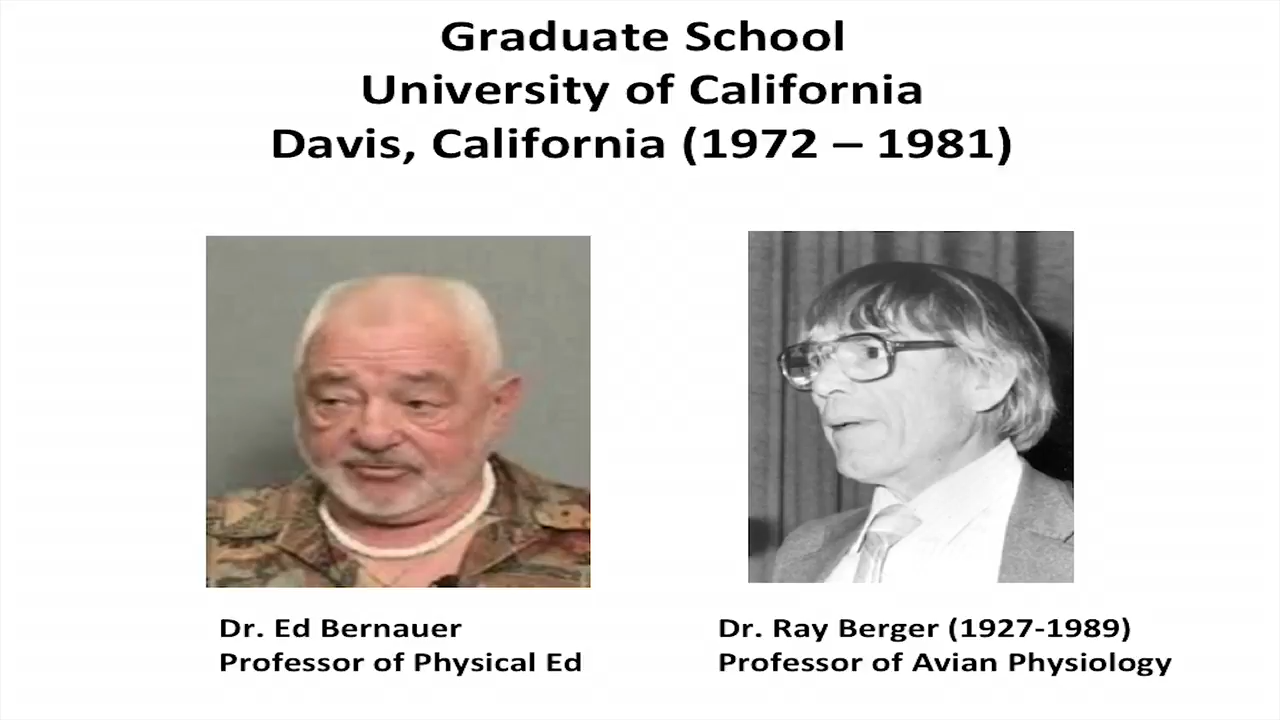 Graduate School
University of California
Davis, California (1972 – 1981)
Dr. Ed Bernauer
Professor of Physical Ed
Dr. Ray Berger (1927-1989)
Professor of Avian Physiology